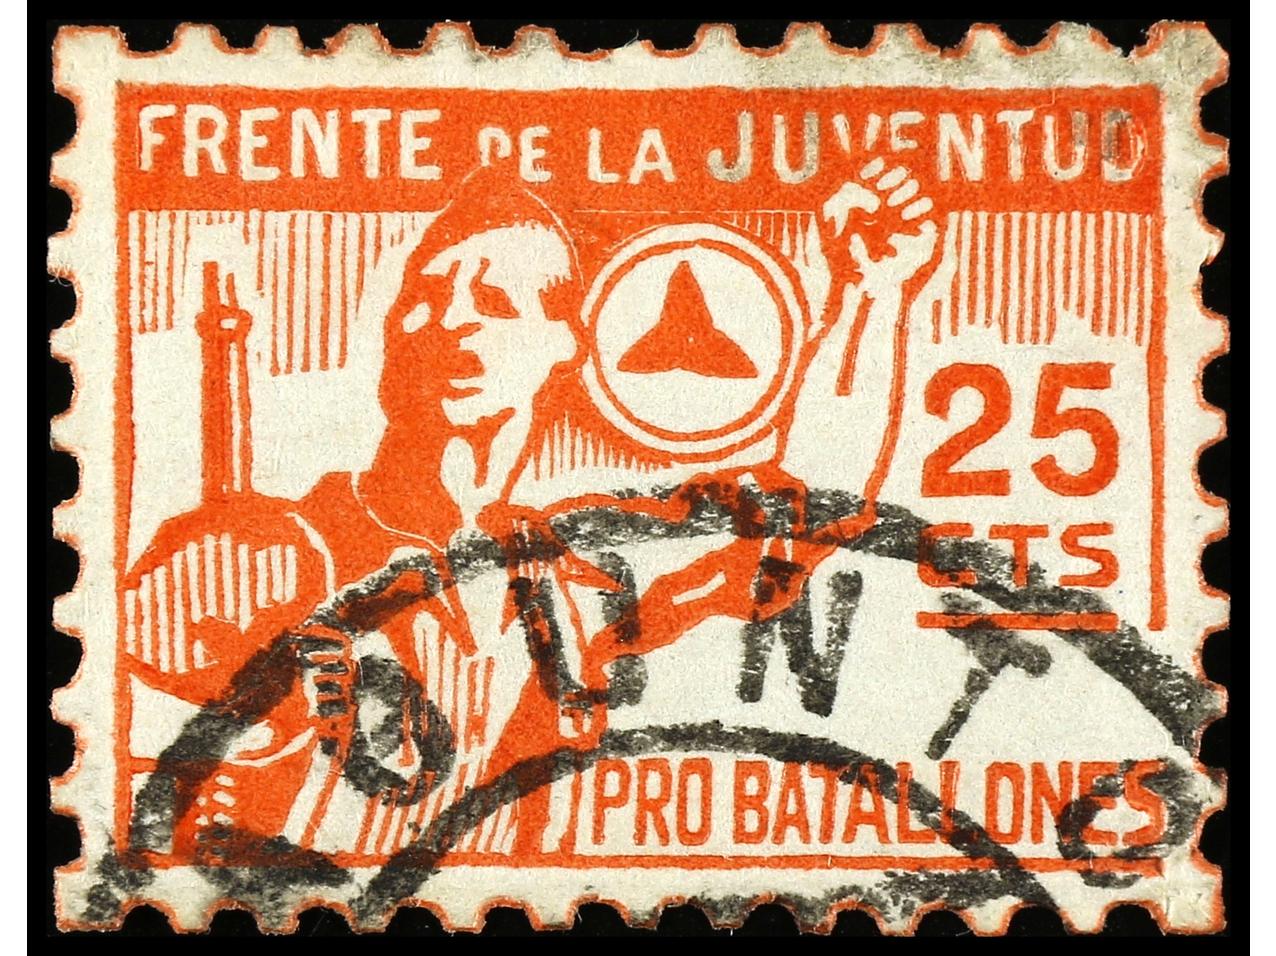 FRENTE DE LA JUVENTUD
25
CTS
PRO BATALLONES